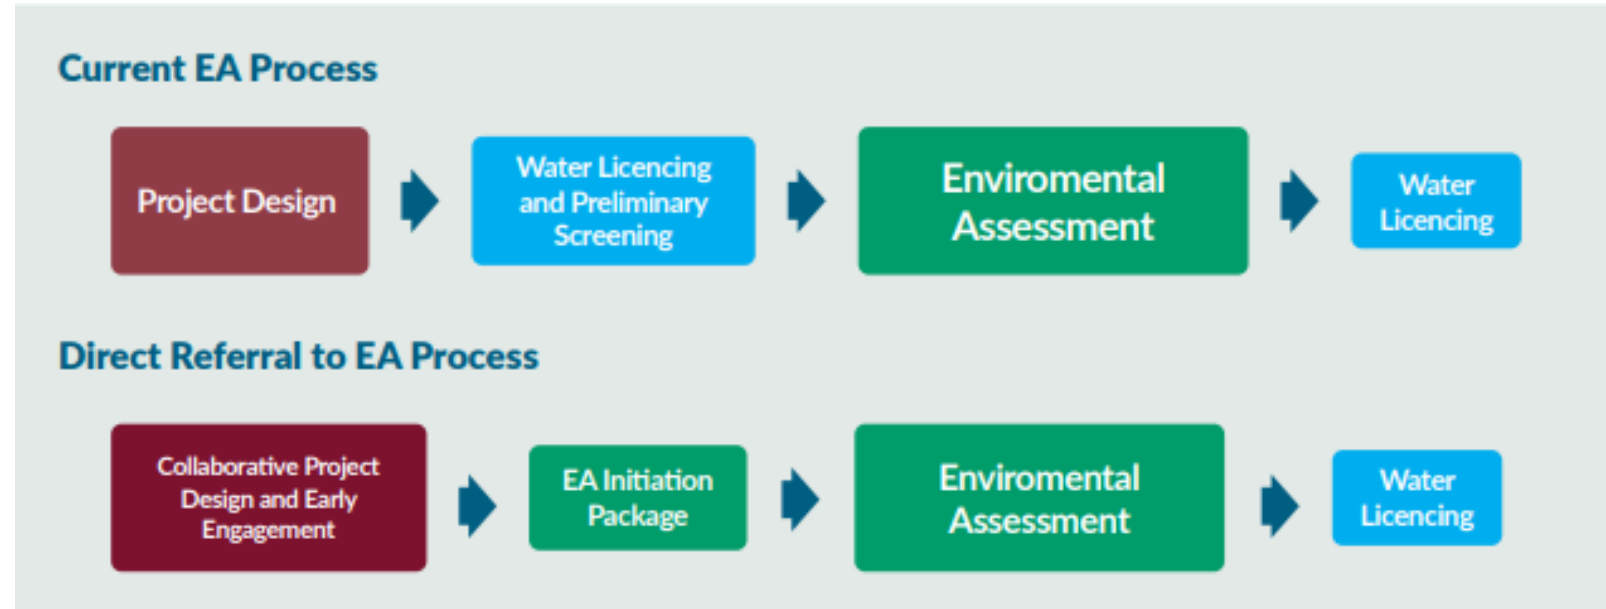 Current EA Process
Project Design
Water Licencing
and Preliminary
Screening
Enviromental
Assessment
Water
Licencing
Direct Referral to EA Process
Collaborative Project
Design and Early
Engagement
EA Initiation
Package
Enviromental
Assessment
Water
Licencing